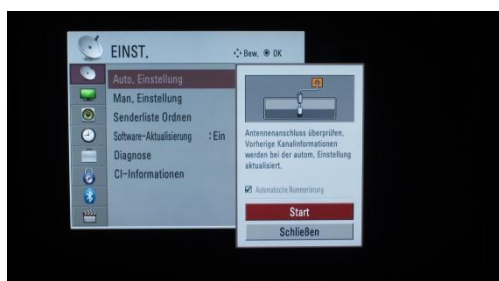 EINST.
Bew. OK
Auto. Einstellung
Man. Einstellung
Senderliste Ordnen
Software-Aktualisierung : Ein
Diagnose
CI-Informationen
Antennenanschluss überprüfen.
Vorherige Kanalinformationen
werden bei der autom. Einstellung
aktualisiert.
Automatische Nummerierung
Start
Schließen